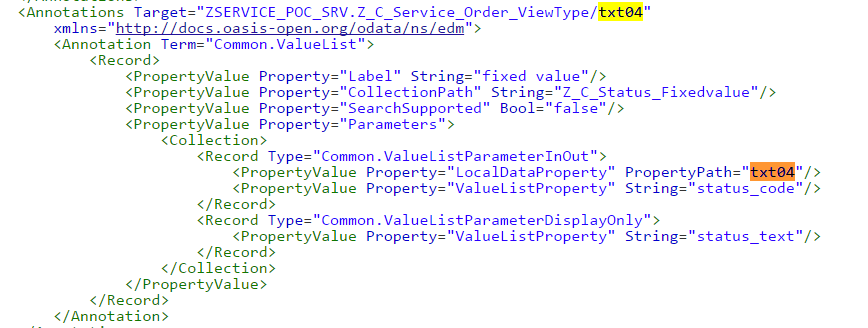 <Annotations Target="ZSERVICE_POC_SRV.Z_C_Service_Order_ViewType/txt04"
xmlns="http://docs.oasis-open.org/odata/ns/edm">
<Annotation Term="Common.ValueList">
<Record>
<PropertyValue Property="Label" String="fixed value"/>
<PropertyValue Property="CollectionPath" String="Z_C_Status_Fixedvalue"/>
<PropertyValue Property="SearchSupported" Bool="false"/>
<PropertyValue Property="Parameters">
<Collection>
<Record Type="Common.ValueListParameterInOut">
<PropertyValue Property="LocalDataProperty" PropertyPath="txt04"/>
<PropertyValue Property="ValueListProperty" String="status_code"/>
</Record>
<Record Type="Common.ValueListParameterDisplayOnly">
<PropertyValue Property="ValueListProperty" String="status_text"/>
</Record>
</Collection>
</PropertyValue>
</Record>
</Annotation>